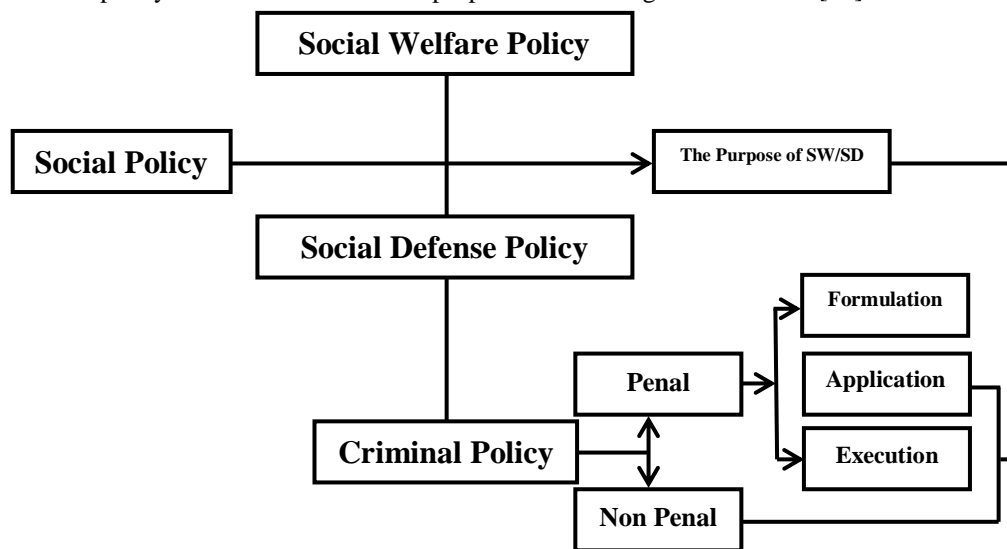 Social Welfare Policy
Social Policy
The Purpose of SW/SD
Social Defense Policy
Formulation
Penal
Application
Criminal Policy
Execution
Non Penal